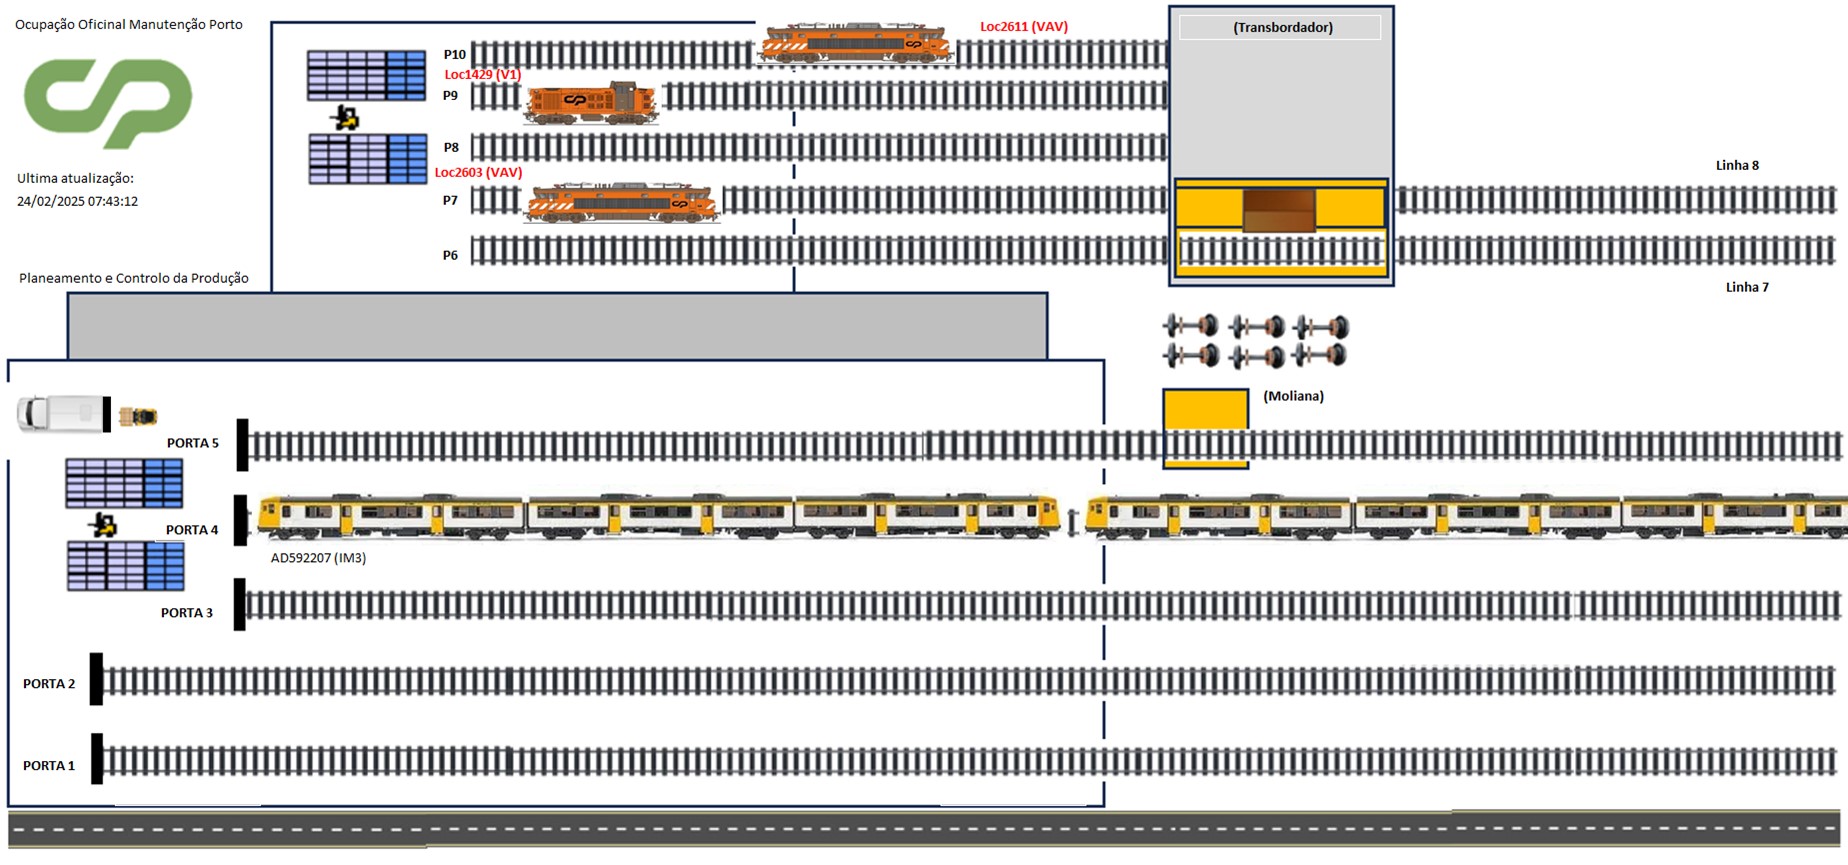 Ocupação Oficinal Manutenção Porto
CP
Ultima atualização:
24/02/2025 07:43:12
Planeamento e Controlo da Produção
P10
Loc2611 (VAV)
(Transbordador)
Loc1429 (V1)
P9
P8
Linha 8
Loc2603 (VAV)
P7
P6
Linha 7
(Moliana)
PORTA 5
PORTA 4
AD592207 (IM3)
PORTA 3
PORTA 2
PORTA 1